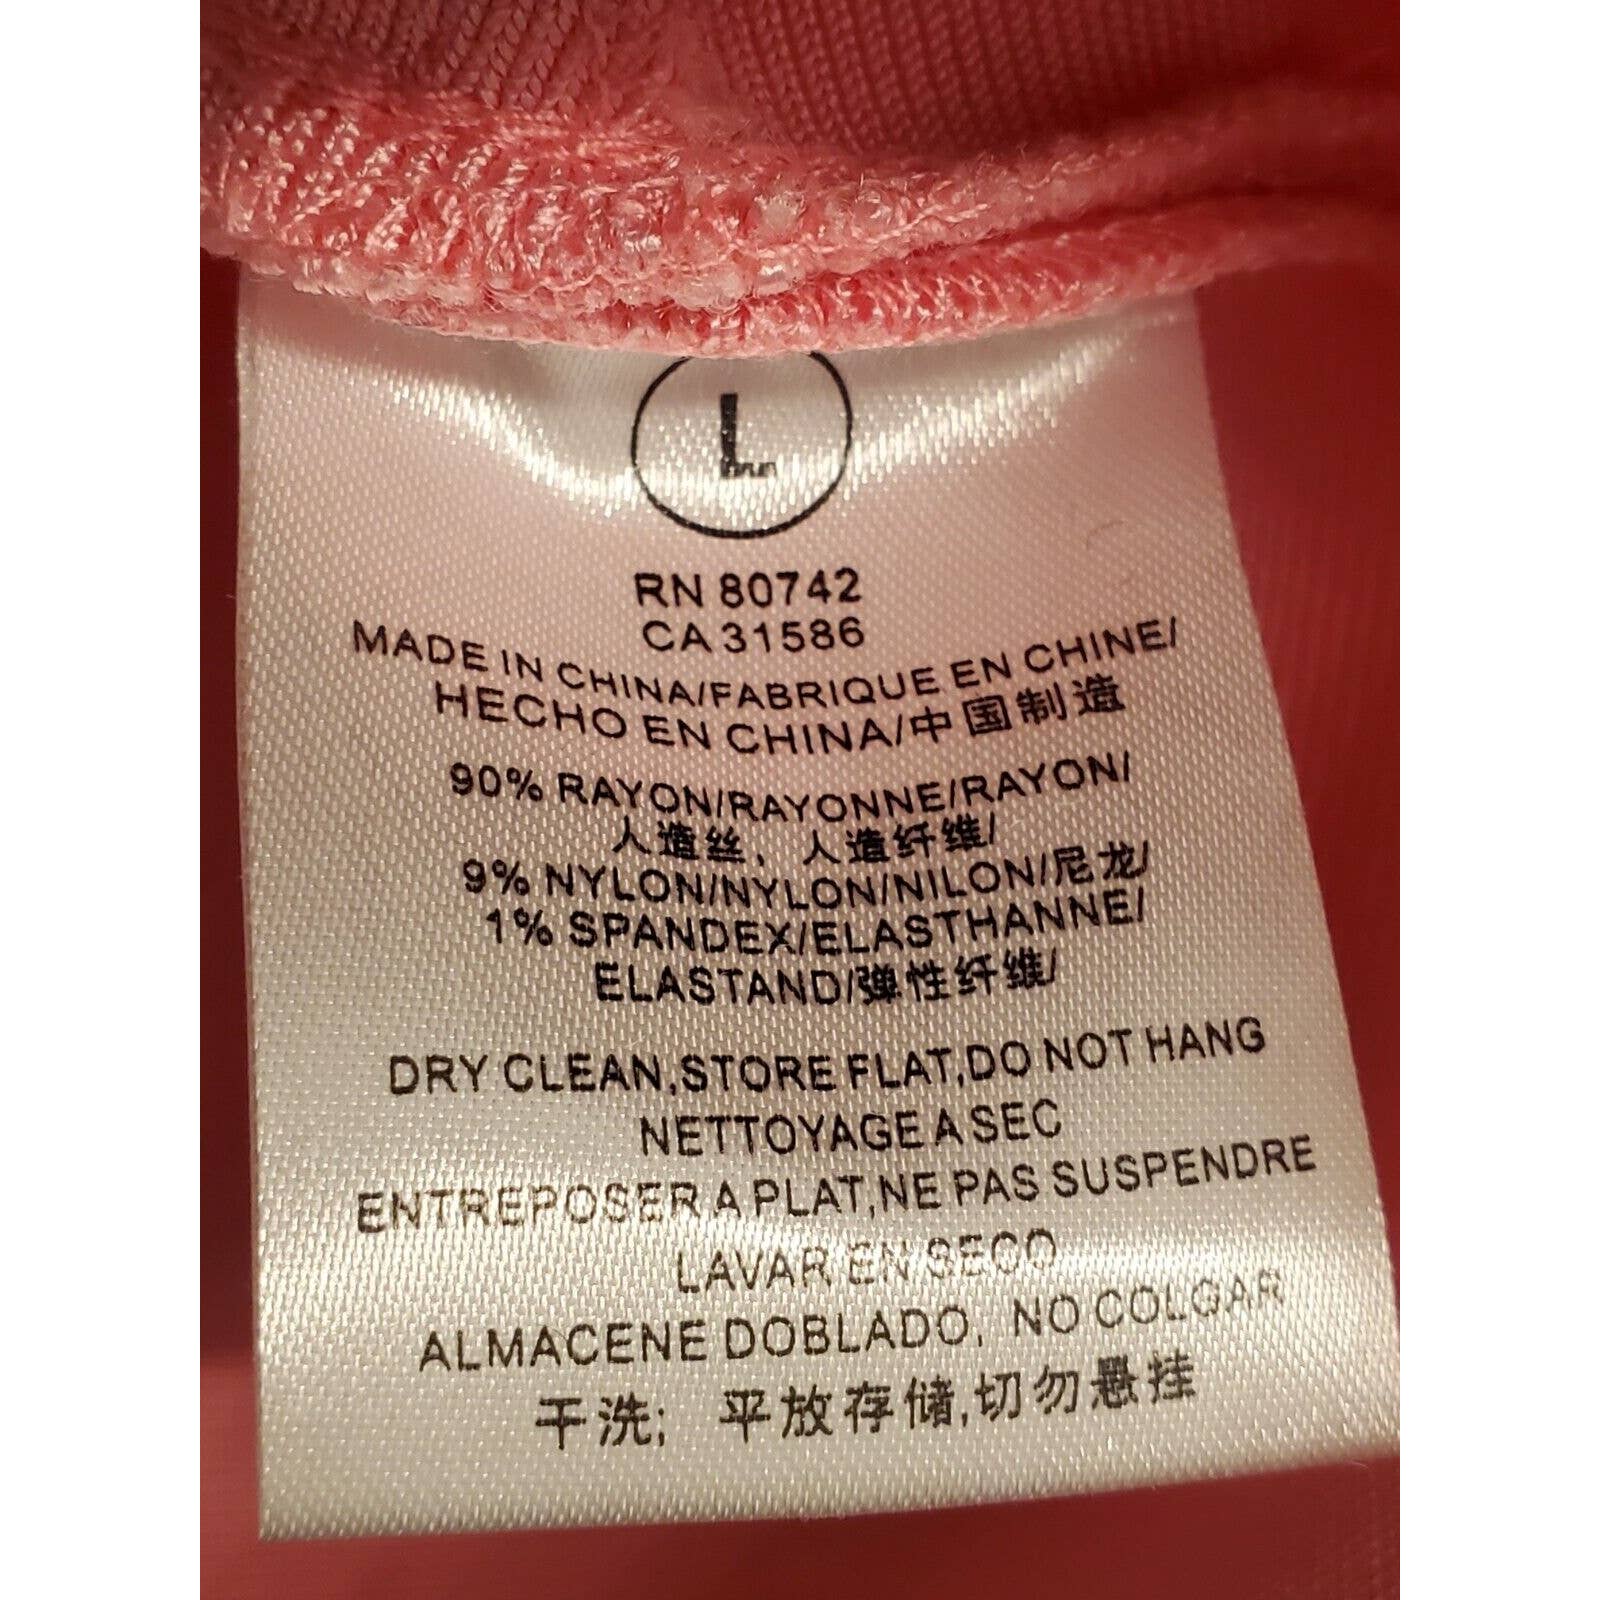 L
RN 80742
CA 31586
MADE IN CHINA/FABRIQUE EN CHINE/
HECHO EN CHINA/中国制造
90% RAYON/RAYONNE/RAYON/
人造丝、人造纤维/
9% NYLON/NYLON/NILON/尼龙/
1% SPANDEX/ELASTHANNE/
ELASTAND/弹性纤维/
DRY CLEAN,STORE FLAT,DO NOT HANG
NETTOYAGE A SEC
ENTREPOSER A PLAT,NE PAS SUSPENDRE
LAVAR EN SECO
ALMACENE DOBLADO, NO COLGAR
干洗; 平放存储,切勿悬挂